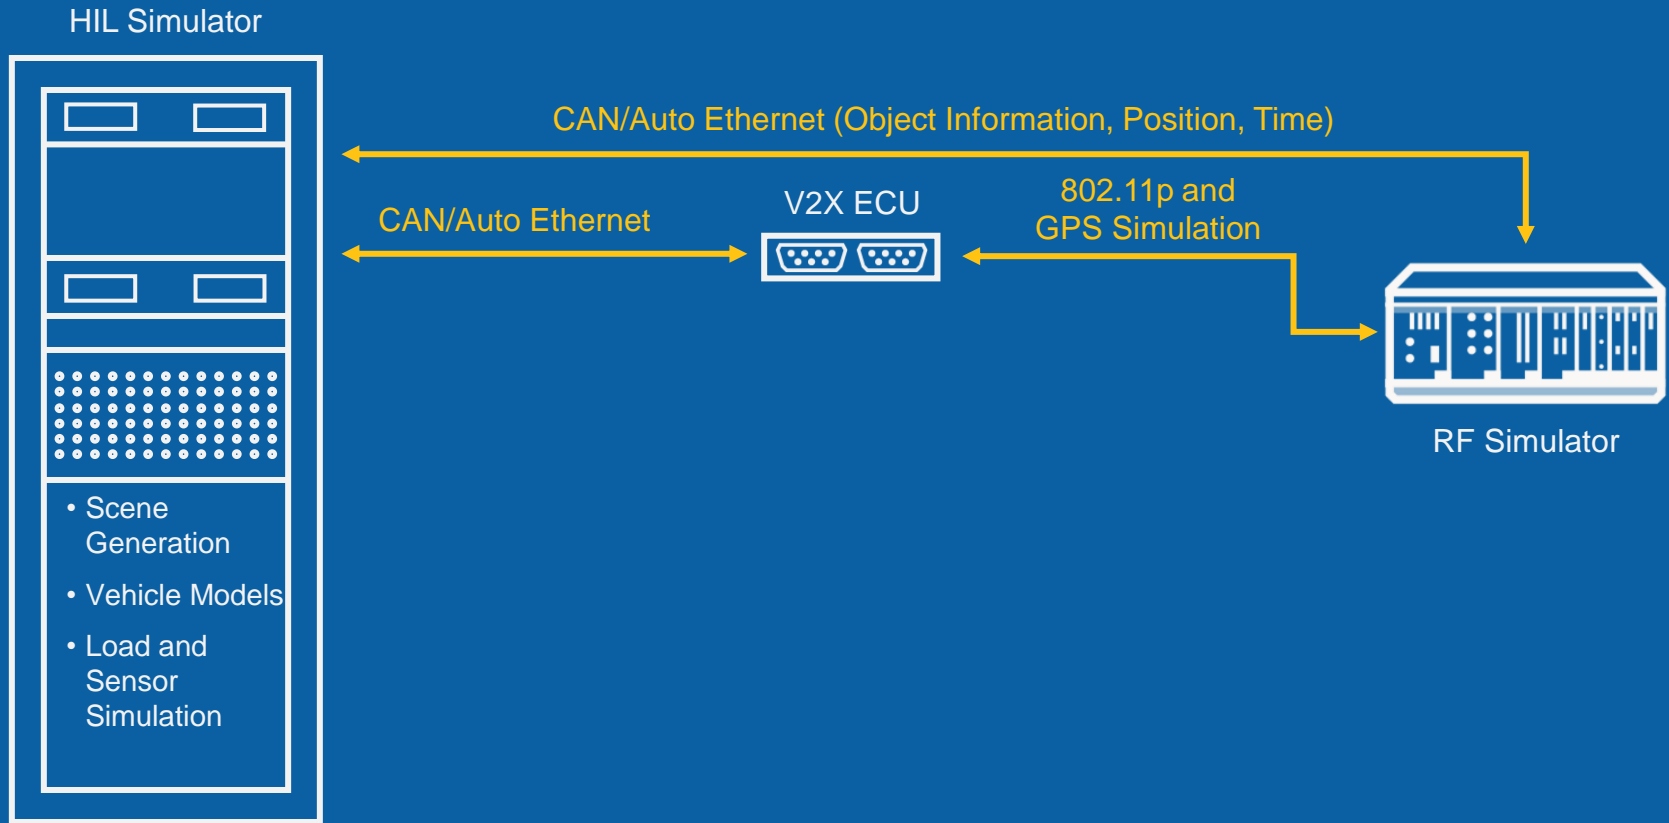 HIL Simulator
CAN/Auto Ethernet (Object Information, Position, Time)
CAN/Auto Ethernet
V2X ECU
802.11p and
GPS Simulation
RF Simulator
• Scene
Generation
• Vehicle Models
• Load and
Sensor
Simulation